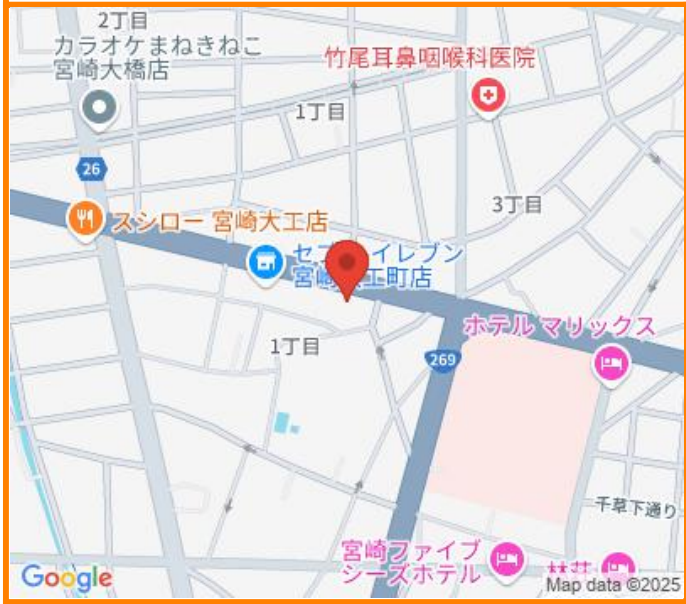 2丁目
カラオケまねきねこ
宮崎大橋店
竹尾耳鼻咽喉科医院
1丁目
26
3丁目
スシロー 宮崎大工店
イレブン
宮崎
工町店
ホテル マリックス
1丁目
269
千草下通り
宮崎ファイブ
シーズホテル
Google
Map data ©2025